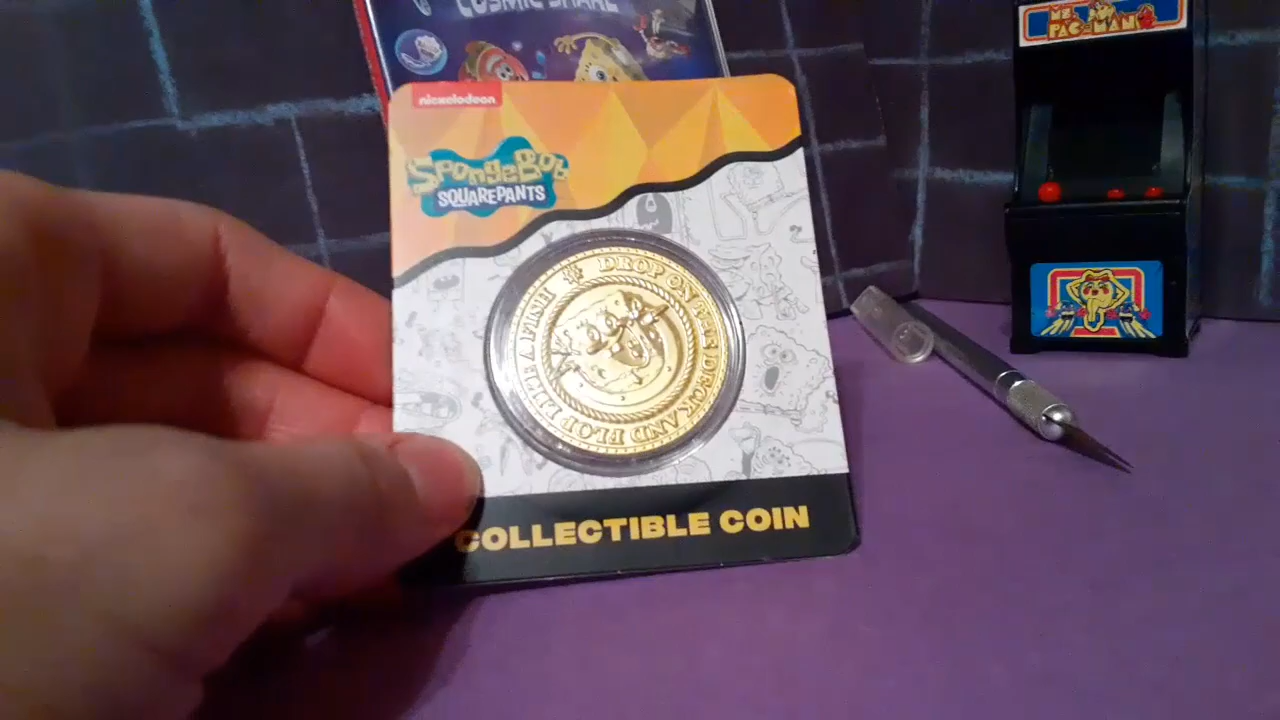 COSMIC SHAKE
MS. PAC-MAN
nickelodeon
SpongeBob
SQUAREPANTS
DROP ON THE DECK AND FLOP LIKE A FISH
COLLECTIBLE COIN